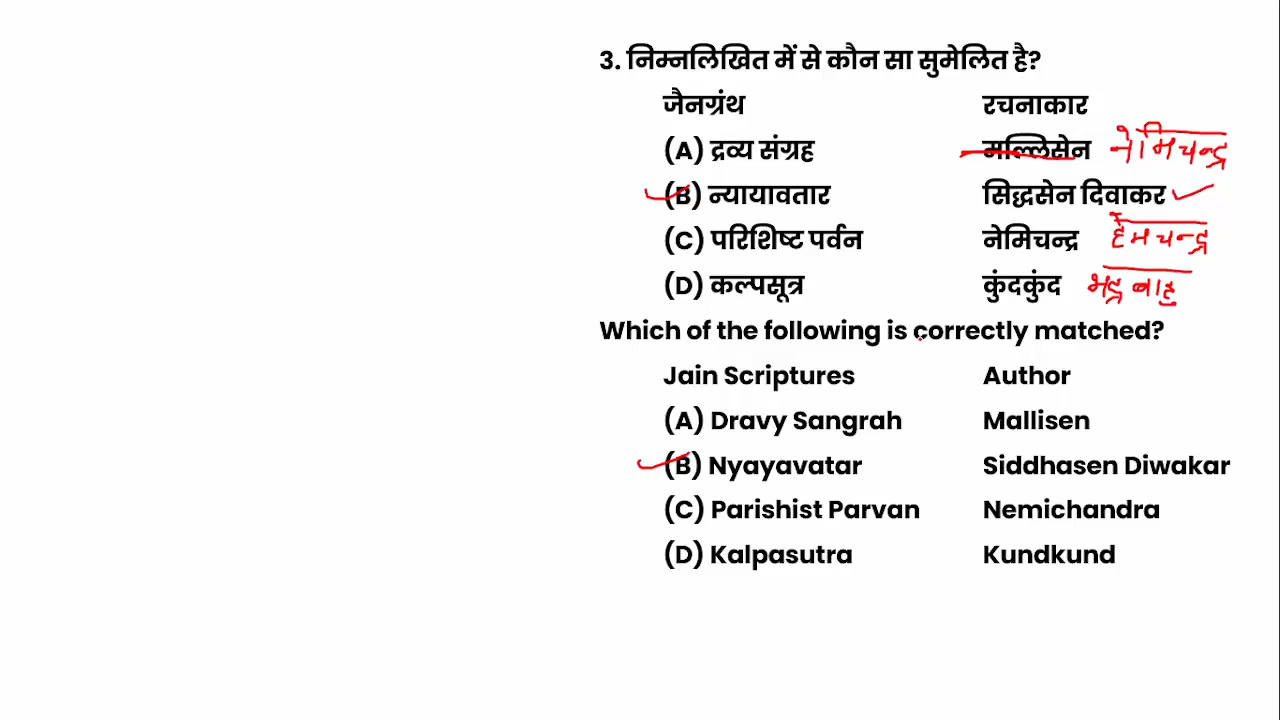 3. निम्नलिखित में से कौन सा सुमेलित है?
जैनग्रंथ रचनाकार
(A) द्रव्य संग्रह मल्लिसेन नेमिचन्द्र
(B) न्यायावतार सिद्धसेन दिवाकर
(C) परिशिष्ट पर्वन नेमिचन्द्र हेमचन्द्र
(D) कल्पसूत्र कुंदकुंद भद्रबाहु
Which of the following is correctly matched?
Jain Scriptures Author
(A) Dravy Sangrah Mallisen
(B) Nyayavatar Siddhasen Diwakar
(C) Parishist Parvan Nemichandra
(D) Kalpasutra Kundkund